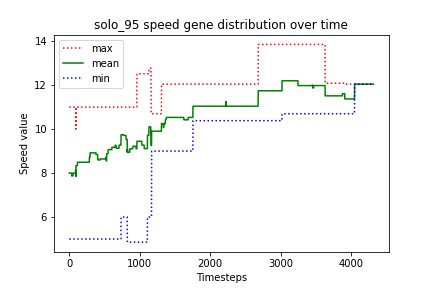 solo_95 speed gene distribution over time
14
12
10
8
6
Speed value
max
mean
min
0
1000
2000
3000
4000
Timesteps